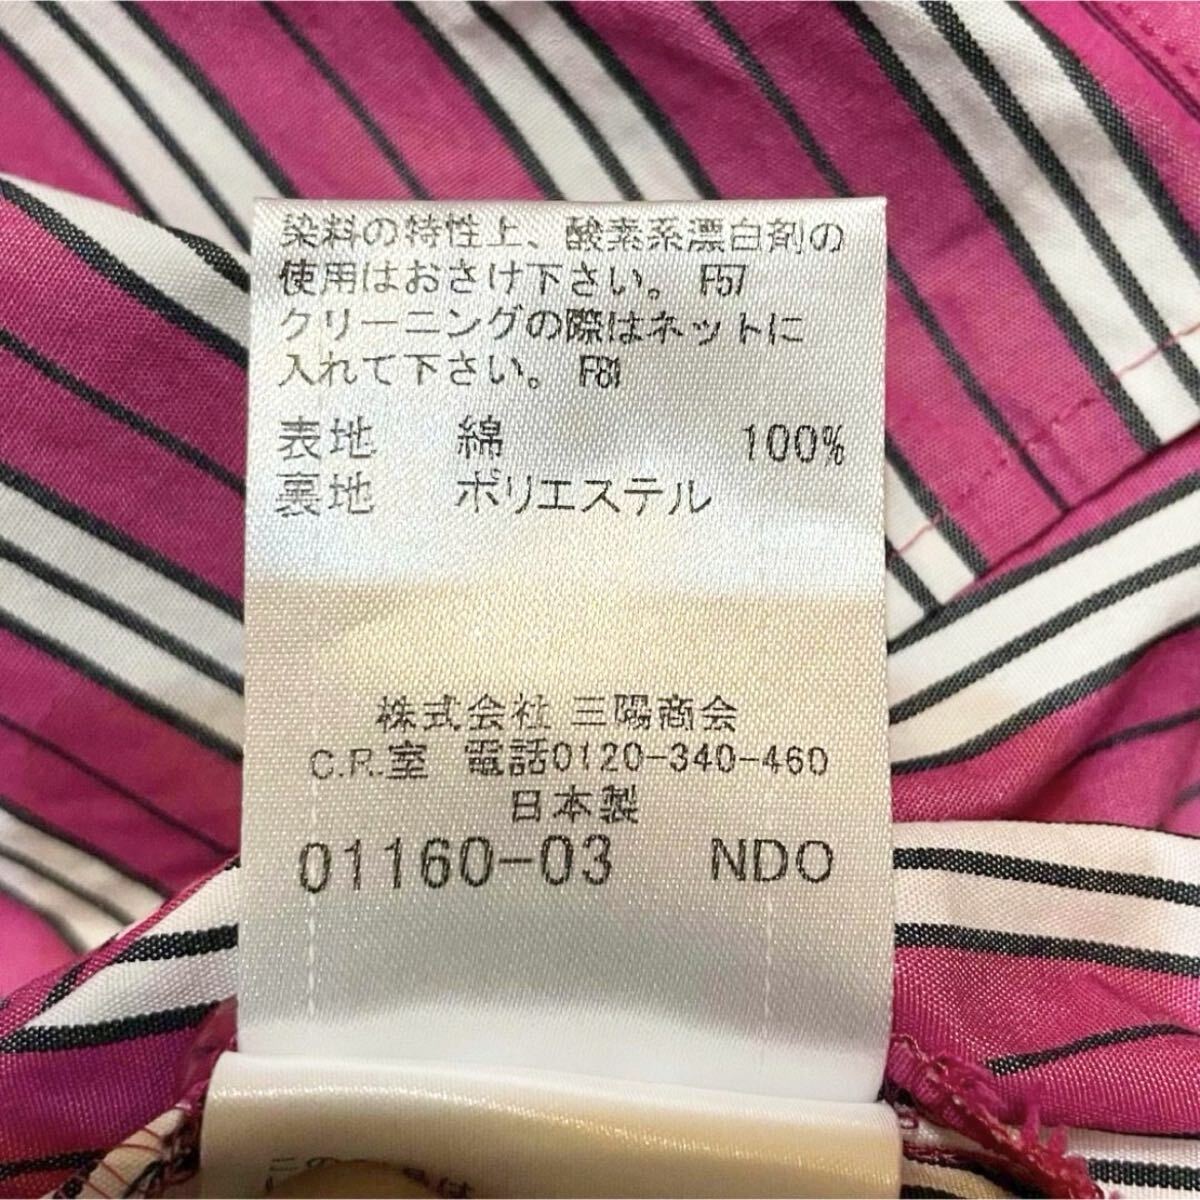 染料の特性上、酸素系漂白剤の
使用はおさけ下さい。 F57
クリーニングの際はネットに
入れて下さい。 F81
表地 綿 100%
裏地 ポリエステル
株式会社 三陽商会
C.R.室 電話0120-340-460
日本製
01160-03 NDO
この